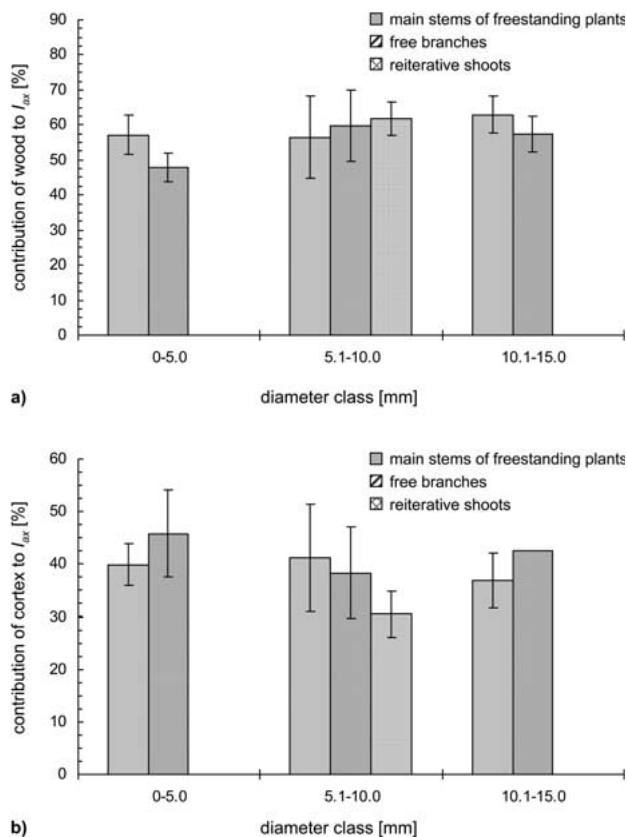 90
80
70
60
50
40
30
20
10
0
contribution of wood to I_ax [%]
main stems of freestanding plants
free branches
reiterative shoots
0-5.0
5.1-10.0
10.1-15.0
a)
diameter class [mm]
60
50
40
30
20
10
0
contribution of cortex to I_ax [%]
main stems of freestanding plants
free branches
reiterative shoots
0-5.0
5.1-10.0
10.1-15.0
b)
diameter class [mm]